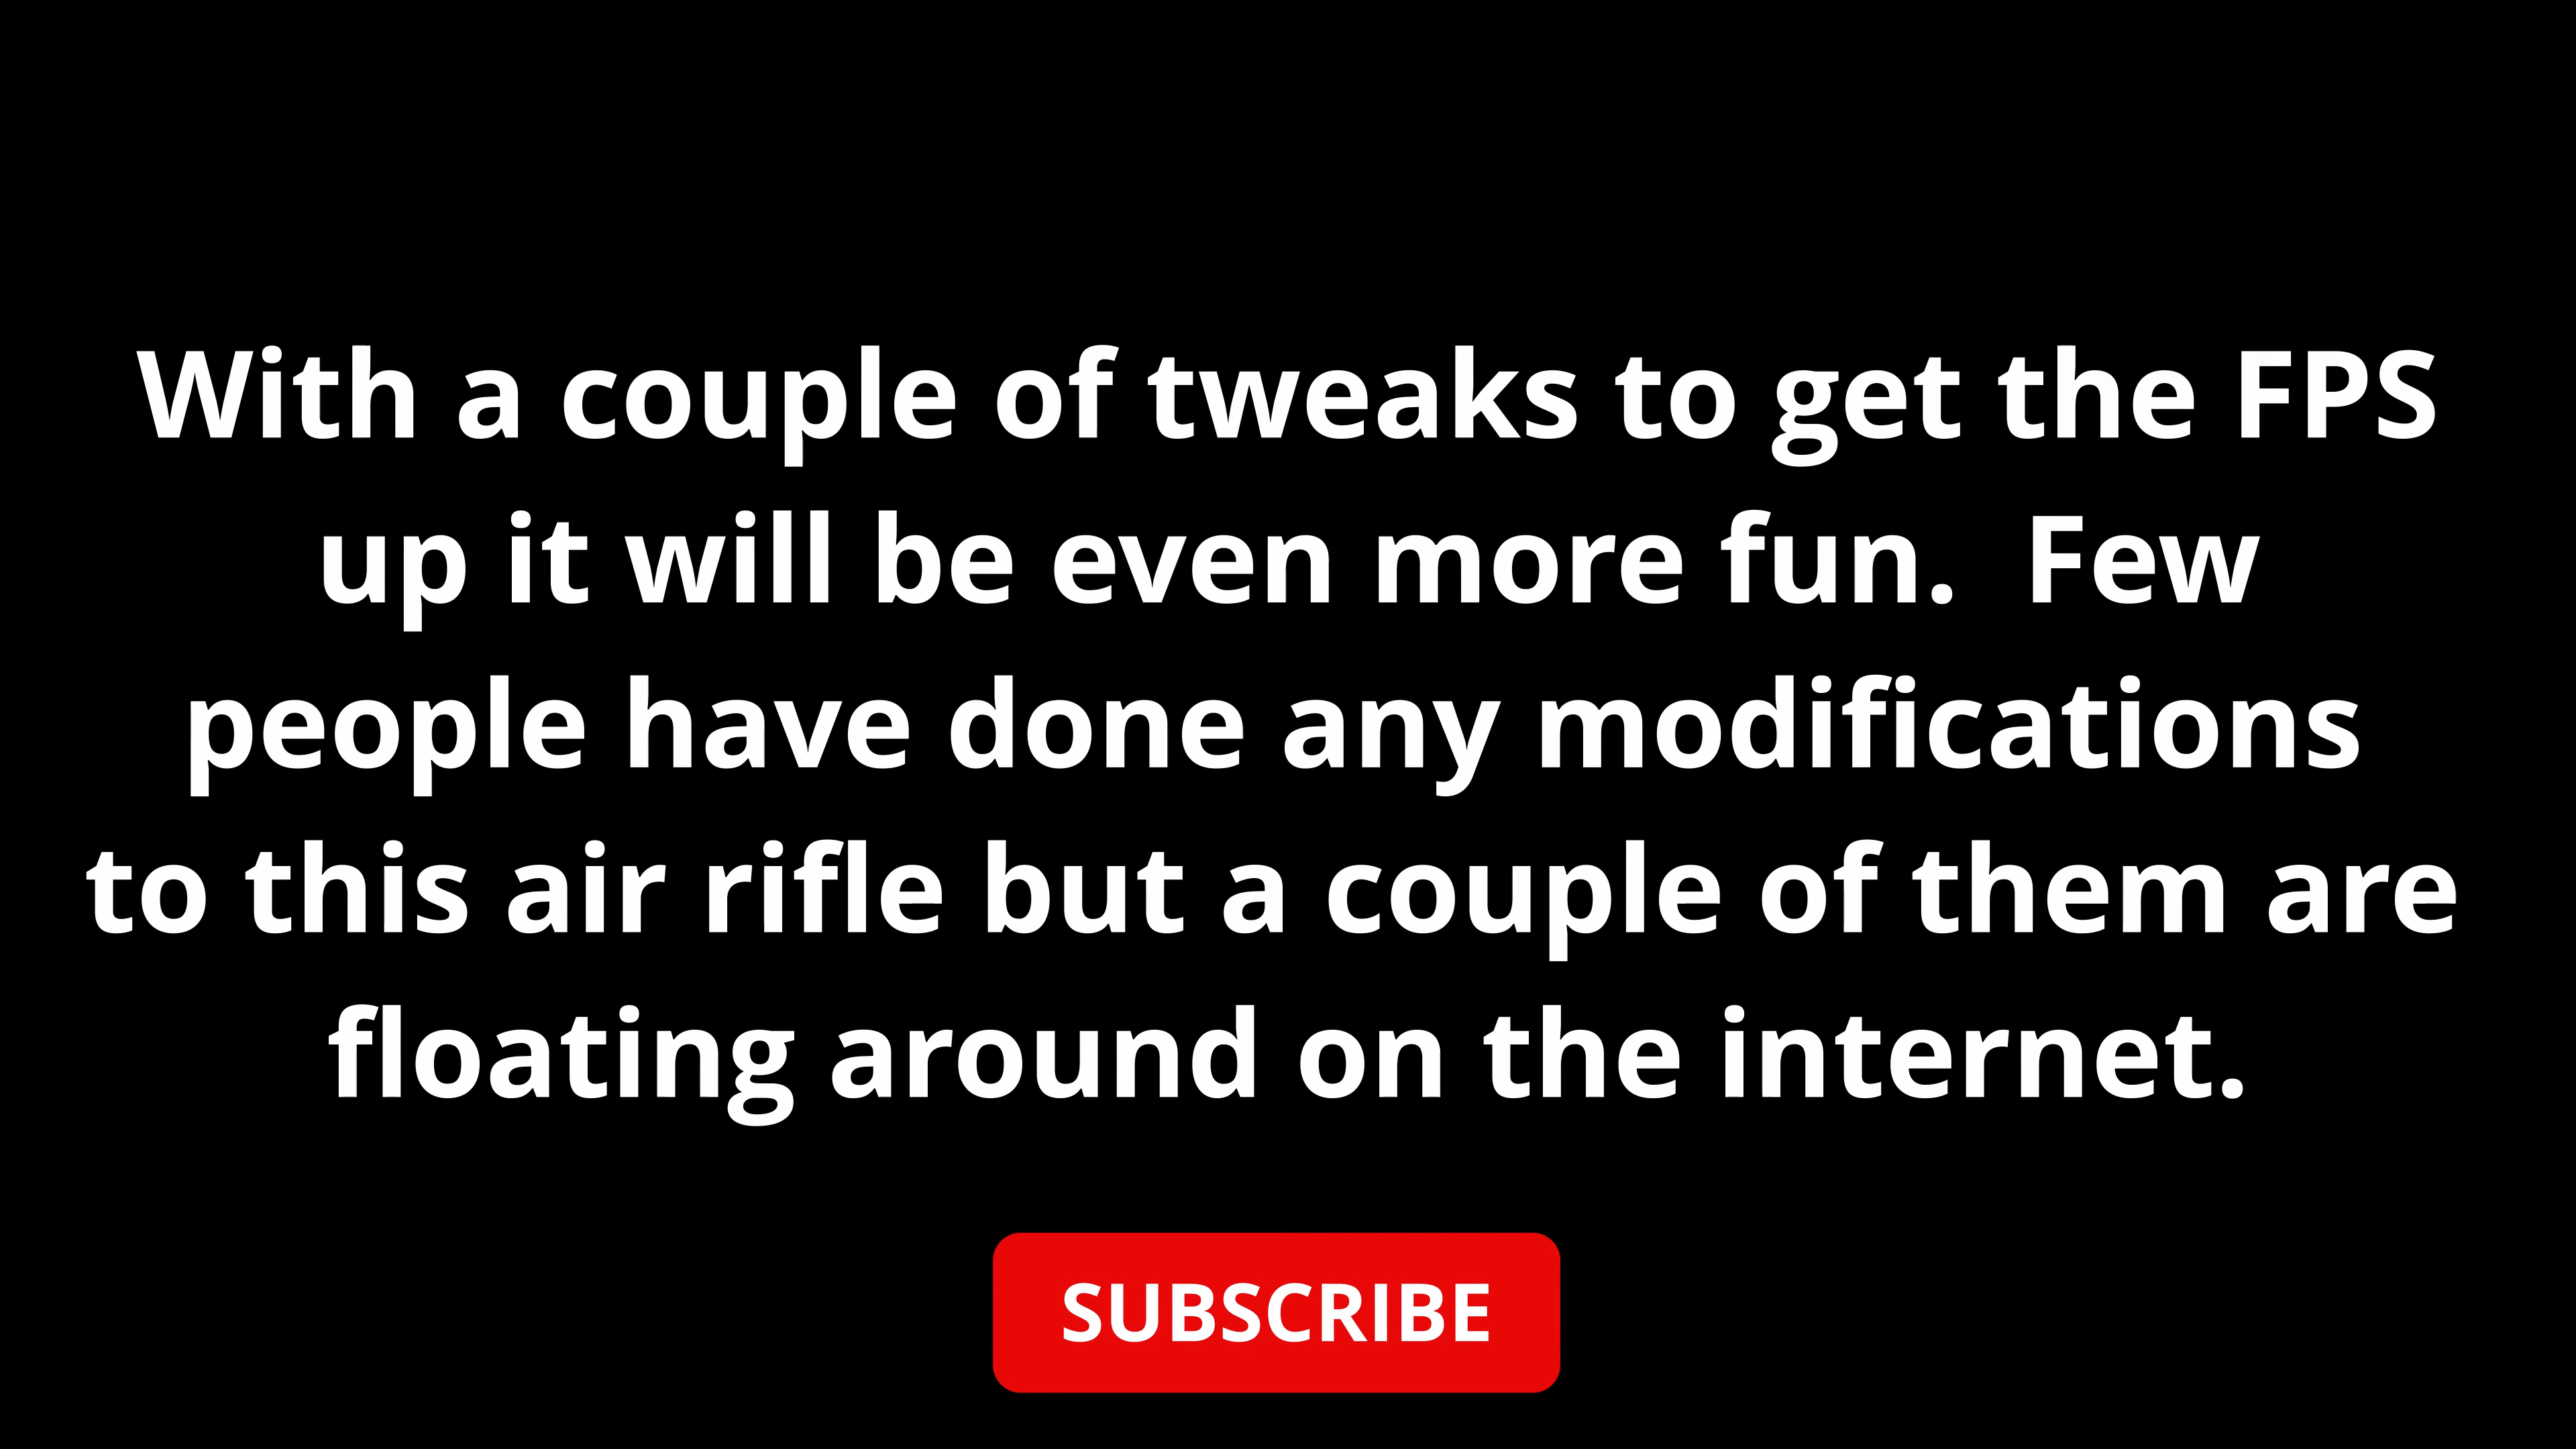 With a couple of tweaks to get the FPS
up it will be even more fun.  Few
people have done any modifications
to this air rifle but a couple of them are
floating around on the internet.
SUBSCRIBE